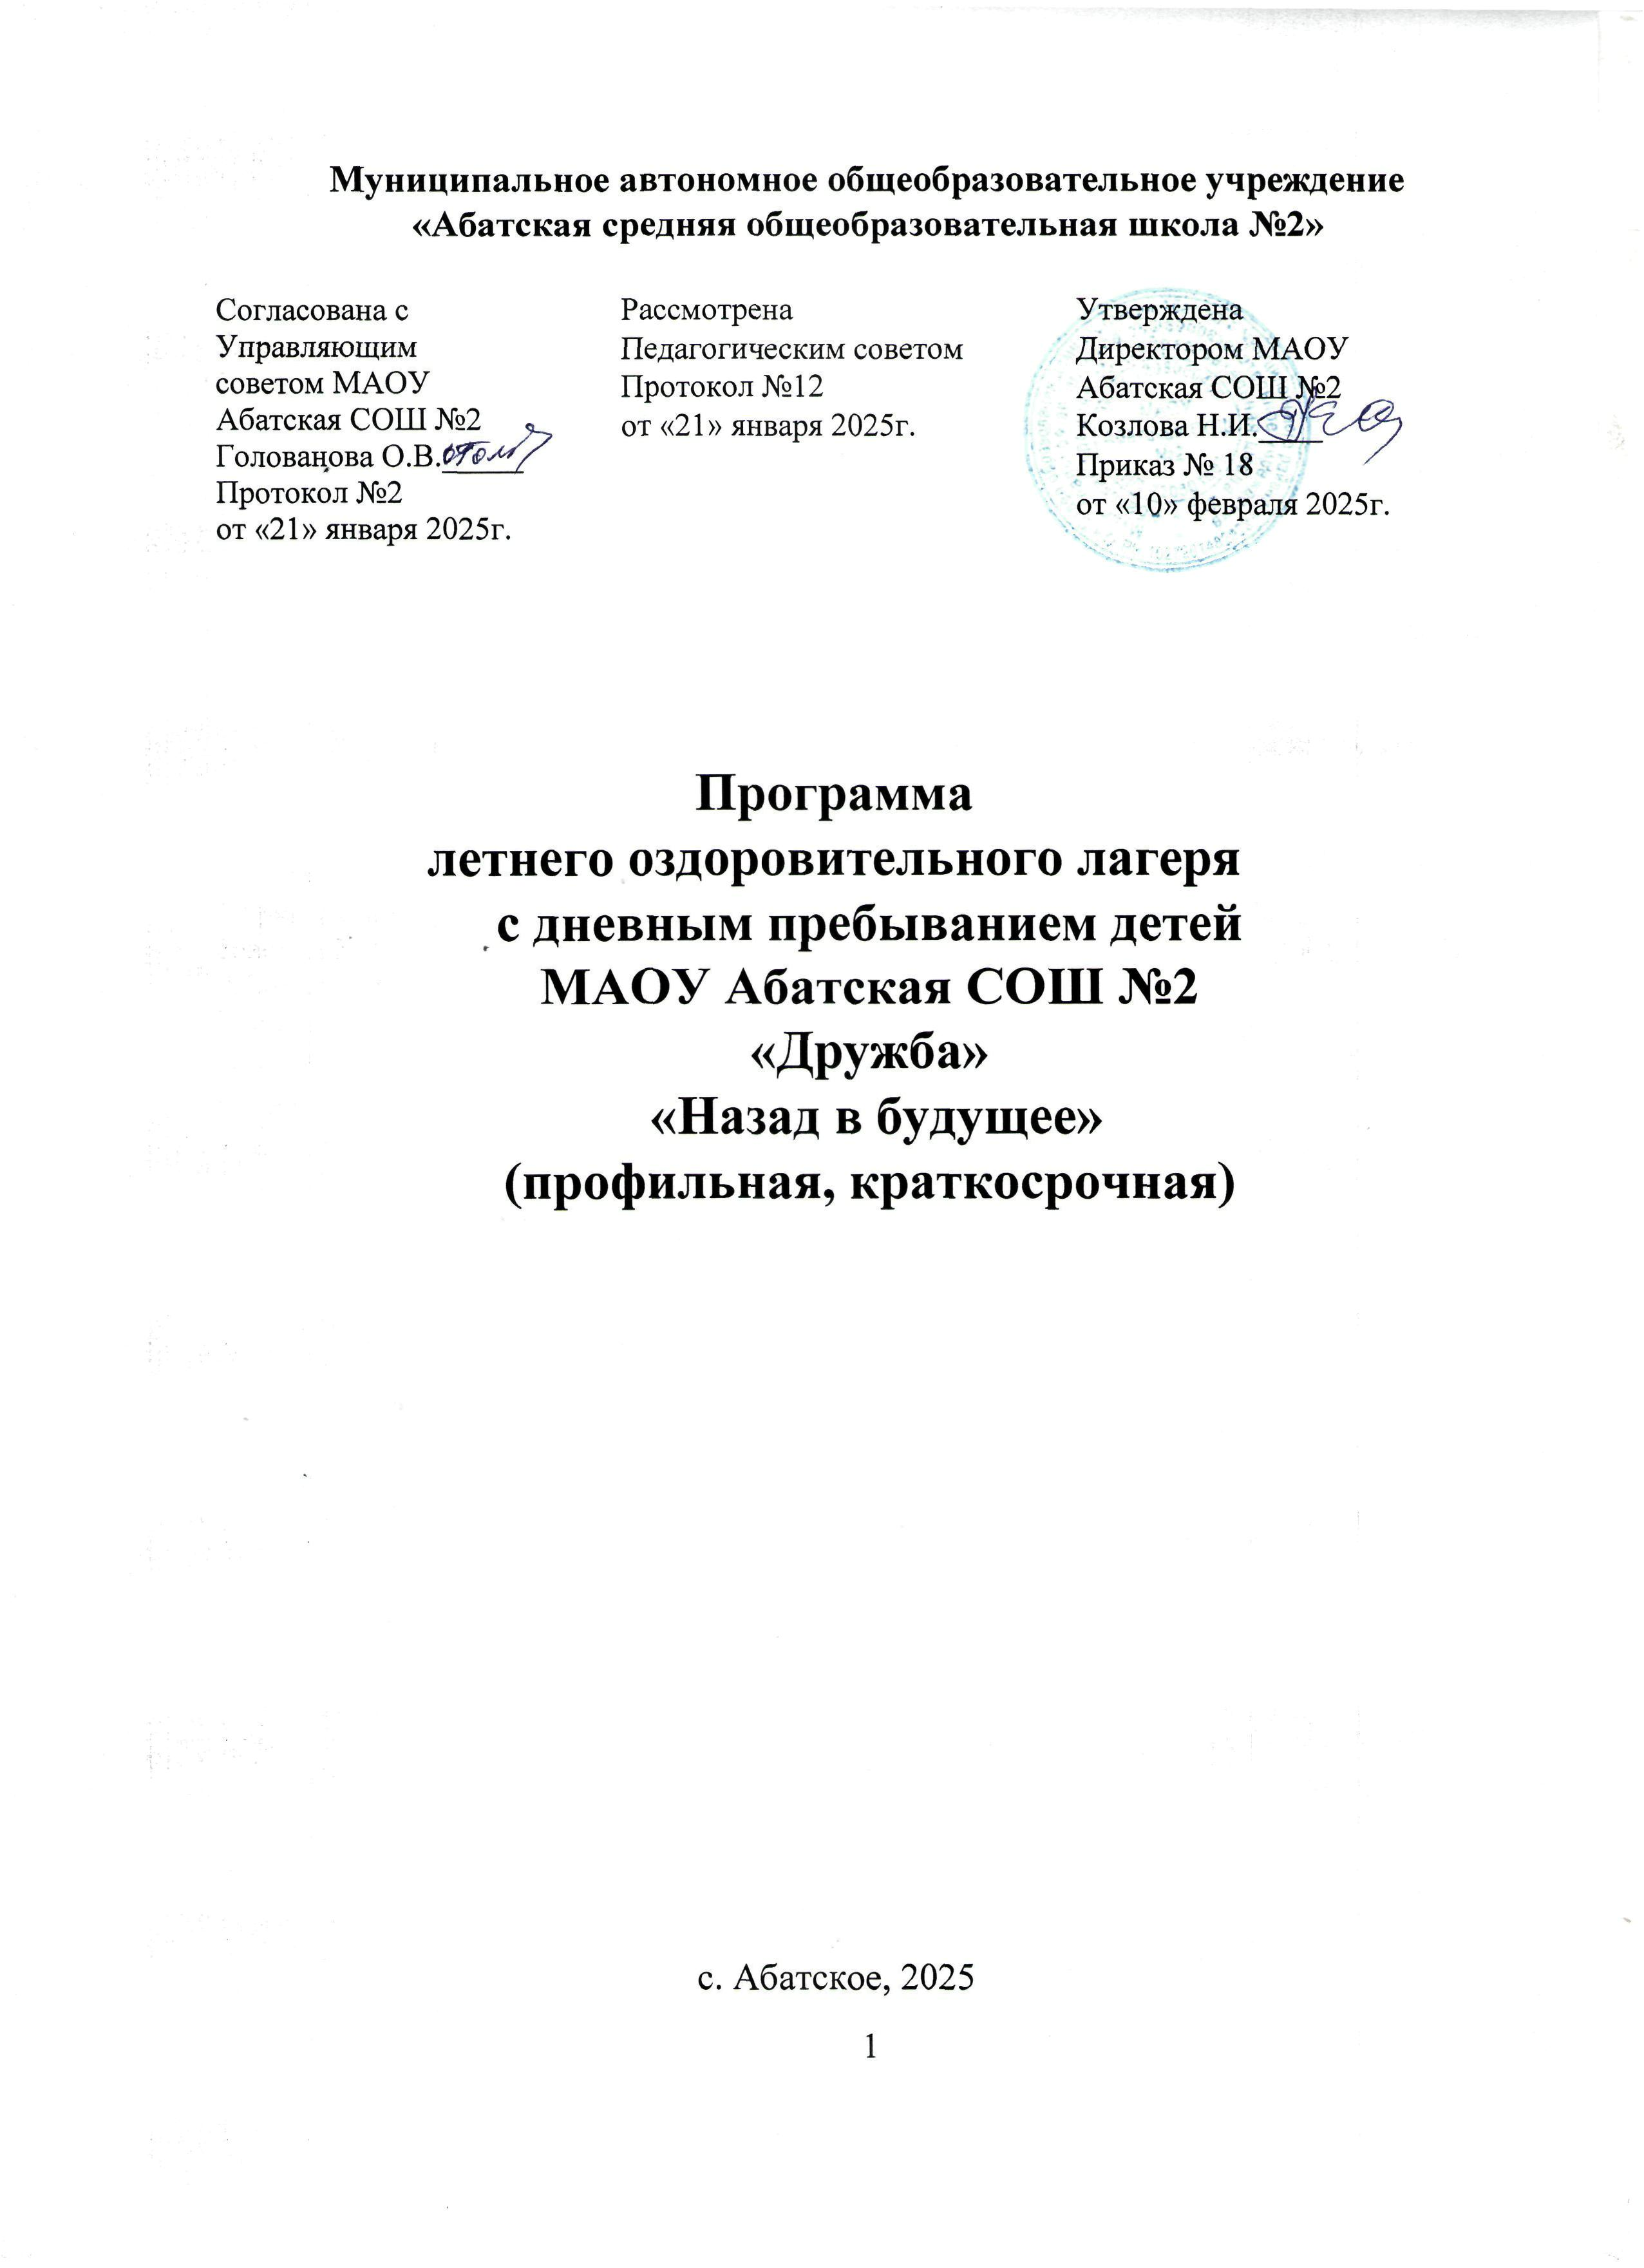 Муниципальное автономное общеобразовательное учреждение
«Абатская средняя общеобразовательная школа №2»
Согласована с
Управляющим
советом МАОУ
Абатская СОШ №2
Голованова О.В.
Протокол №2
от «21» января 2025г.
Рассмотрена
Педагогическим советом
Протокол №12
от «21» января 2025г.
Утверждена
Директором МАОУ
Абатская СОШ №2
Козлова Н.И.
Приказ № 18
от «10» февраля 2025г.
Программа
летнего оздоровительного лагеря
с дневным пребыванием детей
МАОУ Абатская СОШ №2
«Дружба»
«Назад в будущее»
(профильная, краткосрочная)
с. Абатское, 2025
1